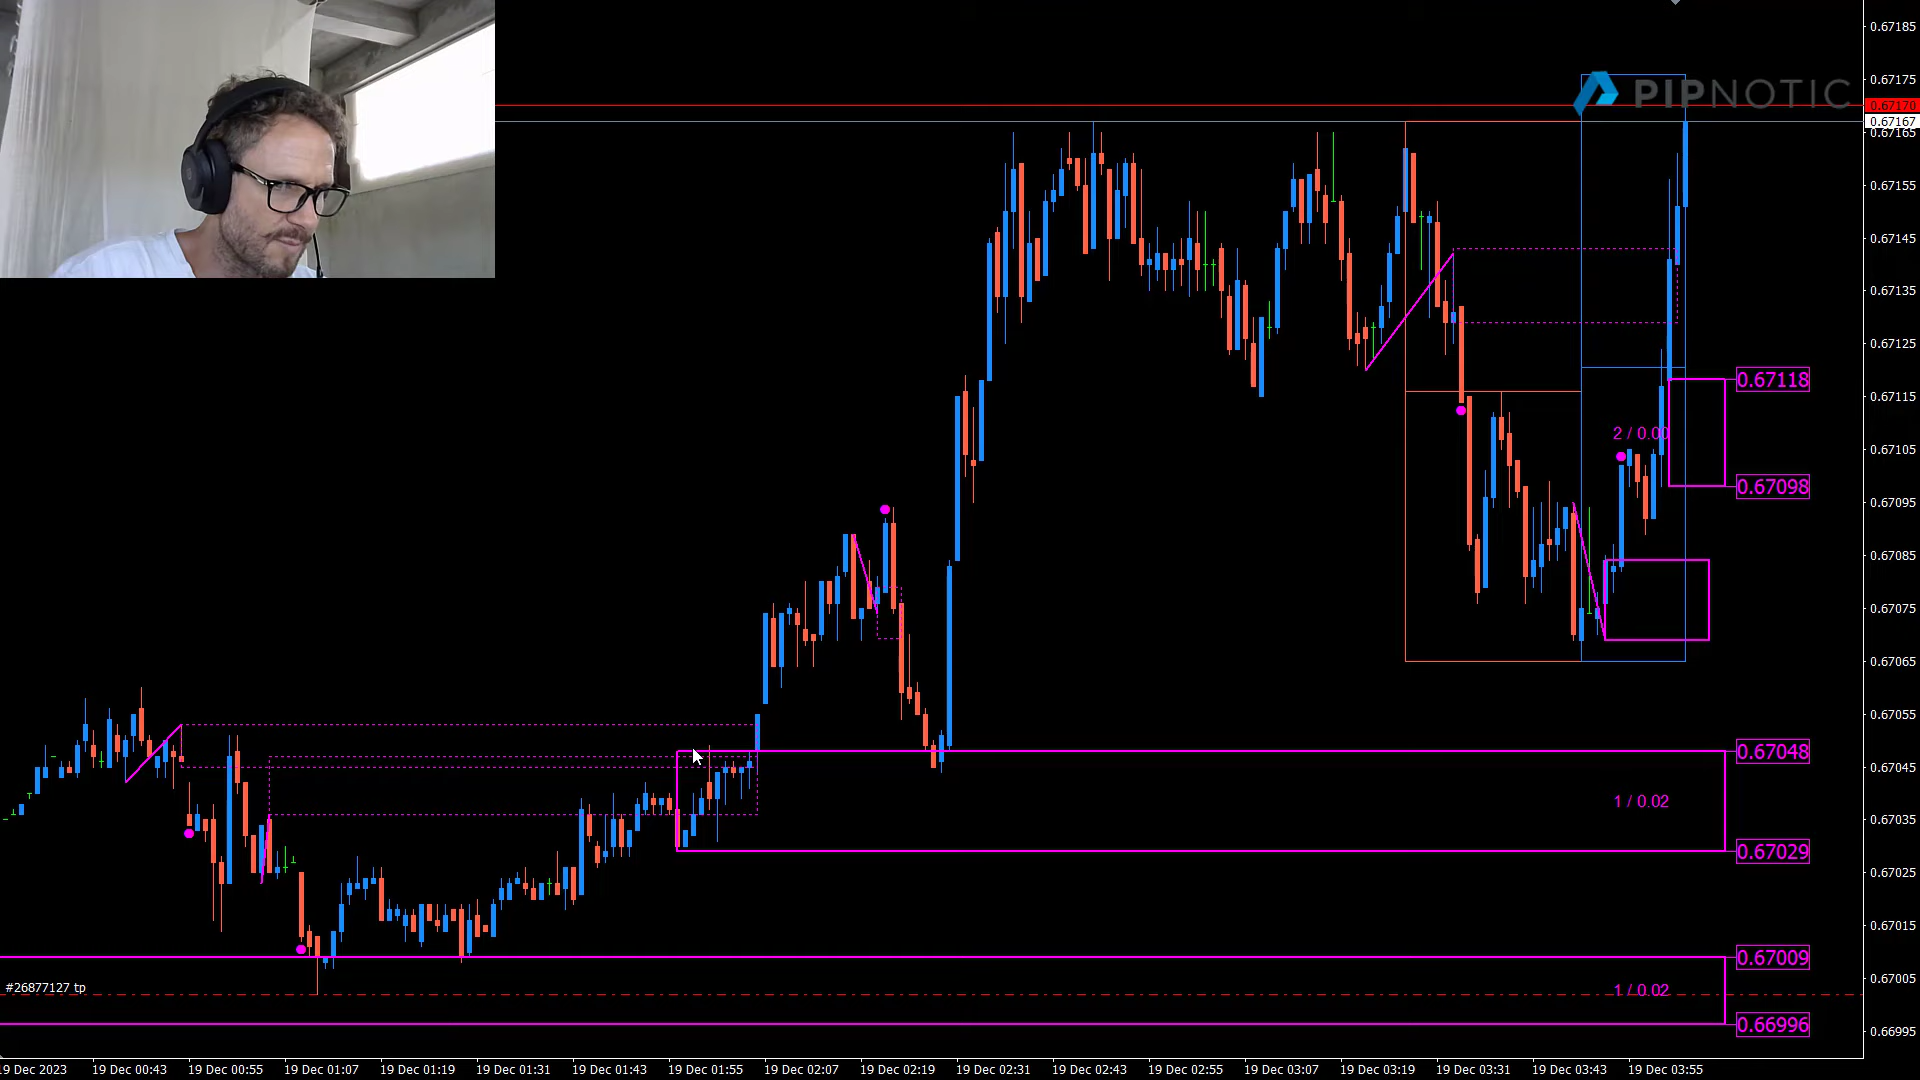 PIPNOTIC
0.67185
0.67175
0.67170
0.67167
0.67165
0.67155
0.67145
0.67135
0.67125
0.67118
0.67115
2 / 0.00
0.67105
0.67098
0.67095
0.67085
0.67075
0.67065
0.67055
0.67048
0.67045
1 / 0.02
0.67035
0.67029
0.67025
0.67015
0.67009
0.67005
#26877127 tp
1 / 0.02
0.66996
0.66995
19 Dec 2023
19 Dec 00:43
19 Dec 00:55
19 Dec 01:07
19 Dec 01:19
19 Dec 01:31
19 Dec 01:43
19 Dec 01:55
19 Dec 02:07
19 Dec 02:19
19 Dec 02:31
19 Dec 02:43
19 Dec 02:55
19 Dec 03:07
19 Dec 03:19
19 Dec 03:31
19 Dec 03:43
19 Dec 03:55